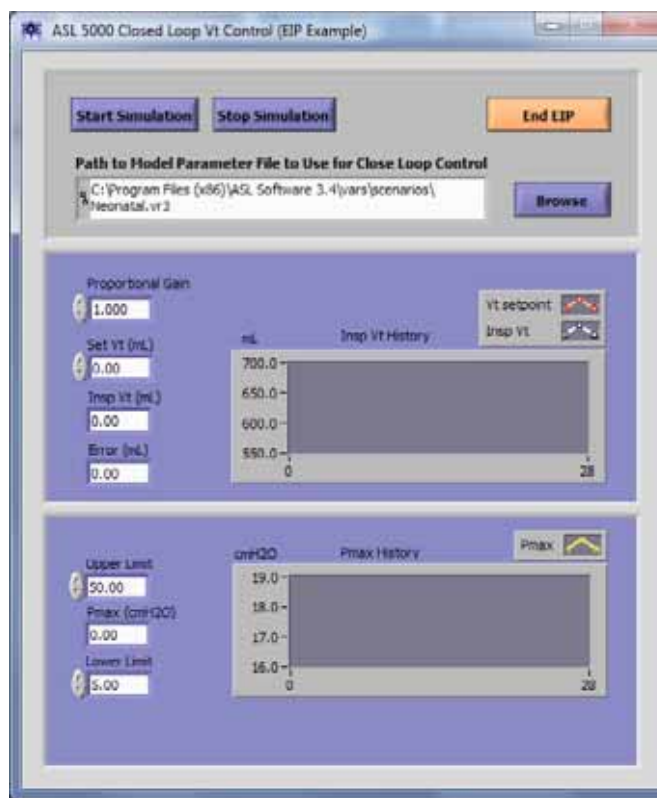 ASL 5000 Closed Loop Vt Control (EIP Example)
Start Simulation
Stop Simulation
End EIP
Path to Model Parameter File to Use for Close Loop Control
C:\Program Files (x86)\ASL Software 3.4\vars\scenarios\
Neonatal.vr3
Browse
Proportional Gain
1.000
Set Vt (mL)
0.00
Insp Vt (mL)
0.00
Error (mL)
0.00
mL
Insp Vt History
Vt setpoint
Insp Vt
700.0
650.0
600.0
550.0
0
28
Upper Limit
50.00
Pmax (cmH2O)
0.00
Lower Limit
5.00
cmH2O
Pmax History
Pmax
19.0
18.0
17.0
16.0
0
28